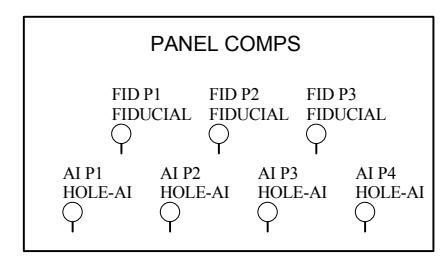 PANEL COMPS
FID P1 FID P2 FID P3
FIDUCIAL FIDUCIAL FIDUCIAL
AI P1 AI P2 AI P3 AI P4
HOLE-AI HOLE-AI HOLE-AI HOLE-AI